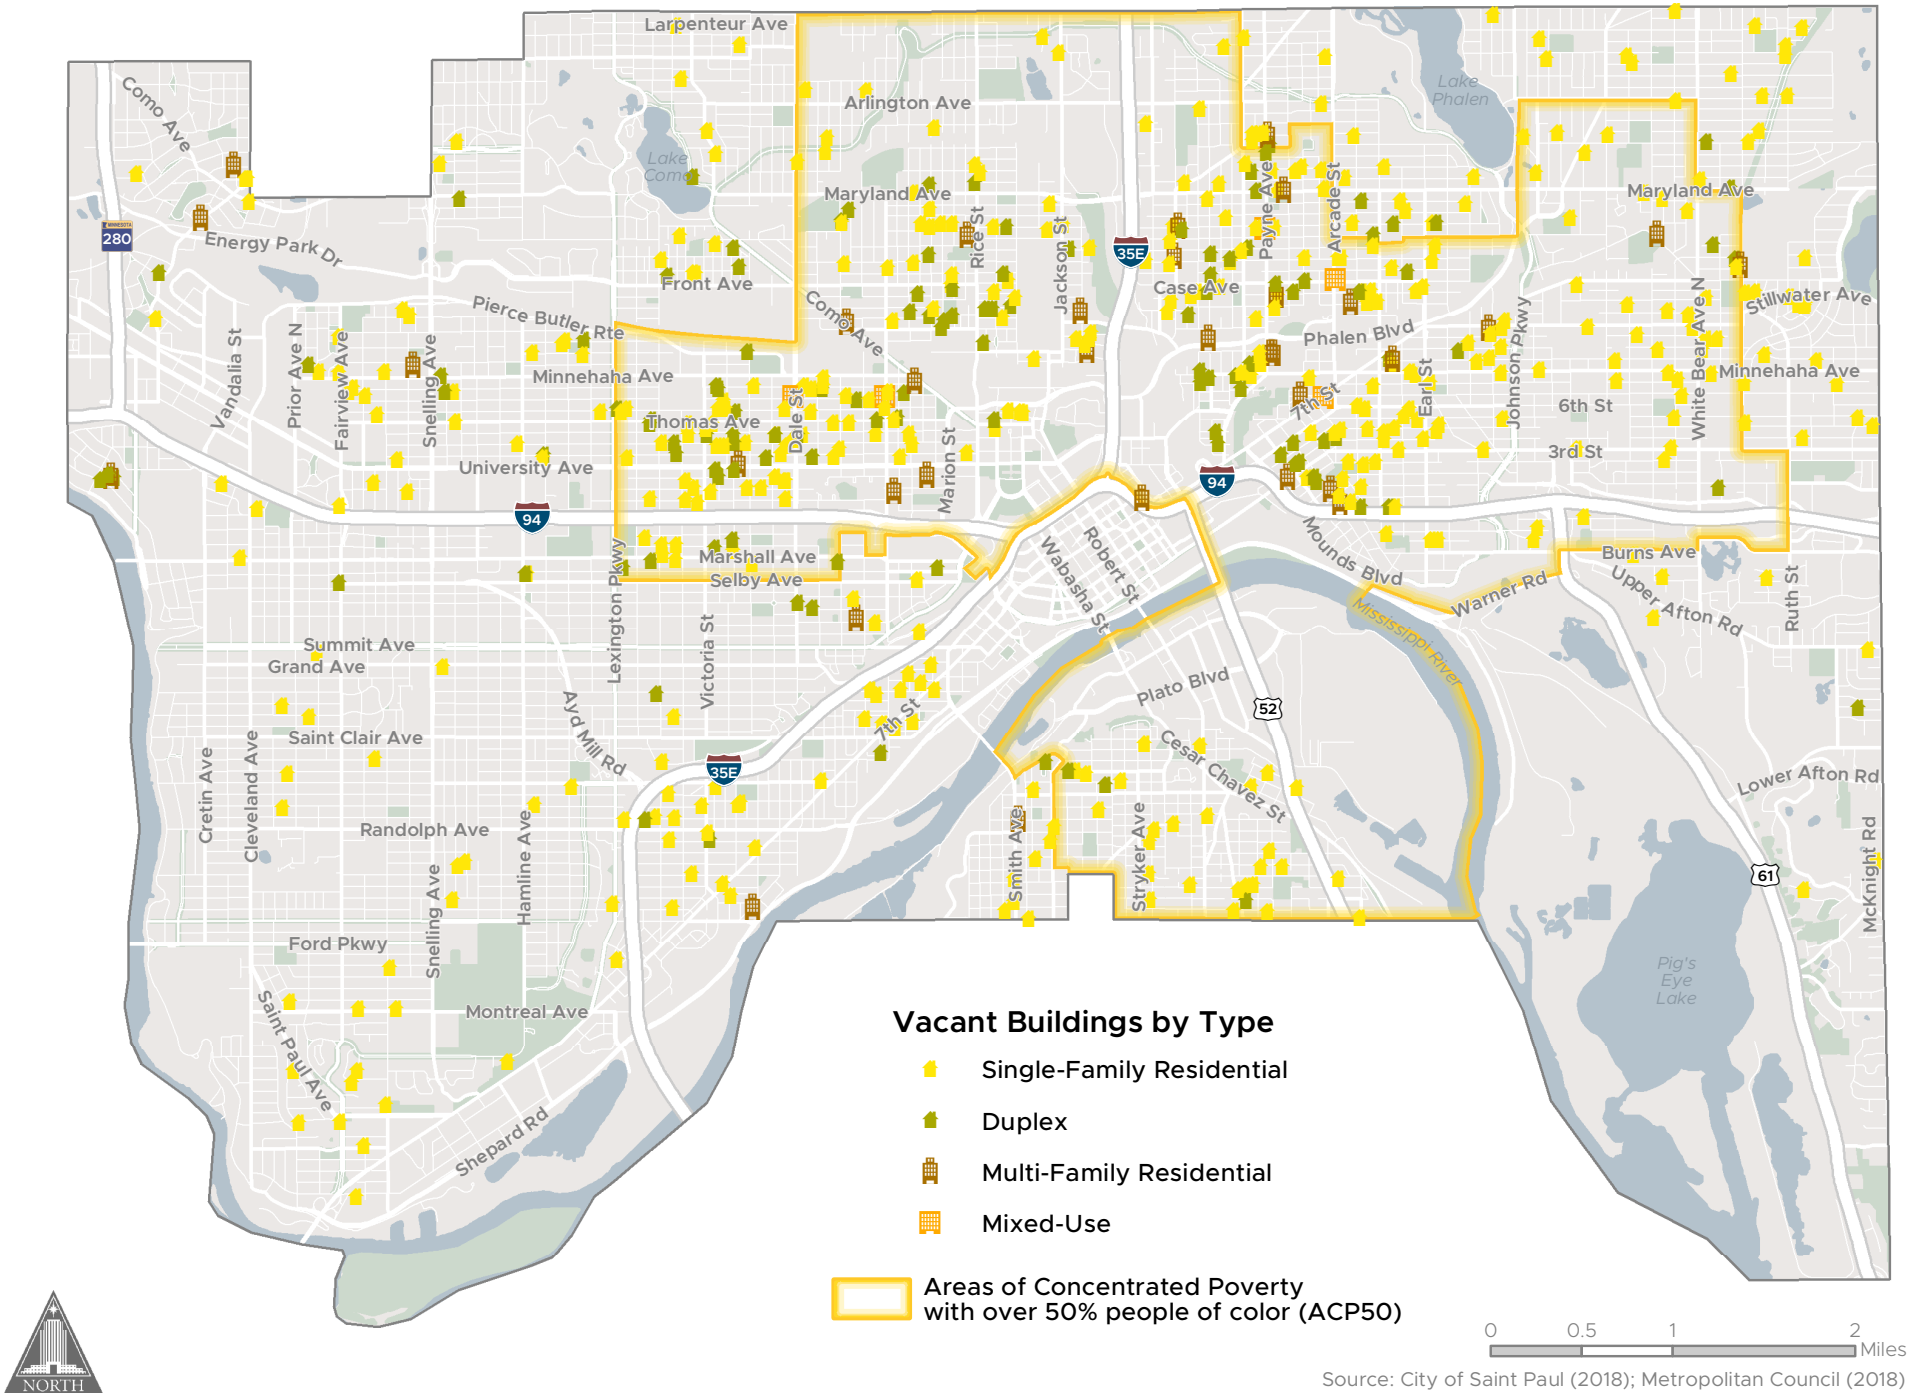 Larpenteur Ave
Como Ave
Arlington Ave
Lake
Phalen
Lake
Como
Maryland Ave
Maryland Ave
MINNESOTA
280
Energy Park Dr
Rice St
Jackson St
35E
Payne Ave
Arcade St
Front Ave
Case Ave
Pierce Butler Rte
Como Ave
Stillwater Ave
Phalen Blvd
Johnson Pkwy
White Bear Ave N
Vandalia St
Prior Ave N
Fairview Ave
Snelling Ave
Minnehaha Ave
Minnehaha Ave
Thomas Ave
Dale St
7th St
Earl St
6th St
University Ave
Marion St
3rd St
94
94
Marshall Ave
Selby Ave
Lexington Pkwy
Wabasha St
Robert St
Mounds Blvd
Burns Ave
Warner Rd
Upper Afton Rd
Ruth St
Mississippi River
Summit Ave
Grand Ave
Victoria St
Plato Blvd
52
Ayd Mill Rd
7th St
Saint Clair Ave
Cesar Chavez St
35E
Cretin Ave
Cleveland Ave
Lower Afton Rd
Randolph Ave
Hamline Ave
Smith Ave
Stryker Ave
McKnight Rd
61
Snelling Ave
Ford Pkwy
Pig's
Eye
Lake
Saint Paul Ave
Montreal Ave
Shepard Rd
Vacant Buildings by Type
Single-Family Residential
Duplex
Multi-Family Residential
Mixed-Use
Areas of Concentrated Poverty
with over 50% people of color (ACP50)
0 0.5 1 2
Miles
Source: City of Saint Paul (2018); Metropolitan Council (2018)
NORTH